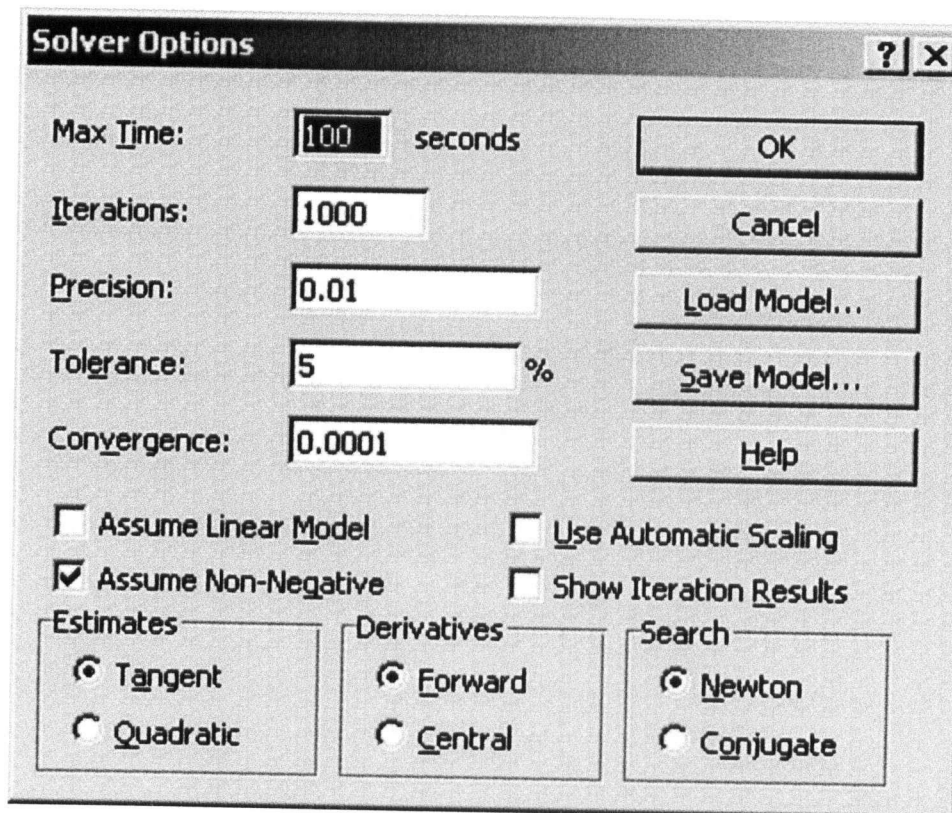 Solver Options ? X
Max Time: 100 seconds
OK
Iterations: 1000
Cancel
Precision: 0.01
Load Model...
Tolerance: 5 %
Save Model...
Convergence: 0.0001
Help
Assume Linear Model
Use Automatic Scaling
Assume Non-Negative
Show Iteration Results
Estimates
Tangent
Quadratic
Derivatives
Forward
Central
Search
Newton
Conjugate